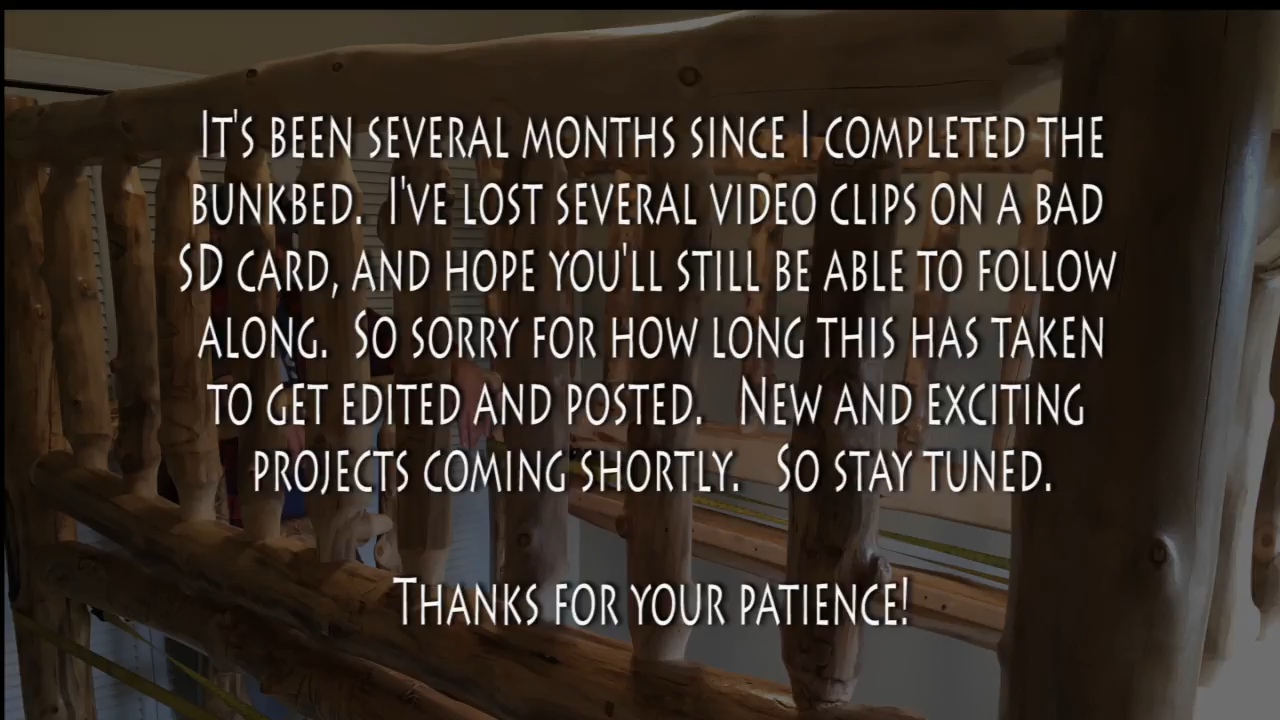 It's been several months since I completed the
bunkbed. I've lost several video clips on a bad
SD card, and hope you'll still be able to follow
along. So sorry for how long this has taken
to get edited and posted. New and exciting
projects coming shortly. So stay tuned.
Thanks for your patience!